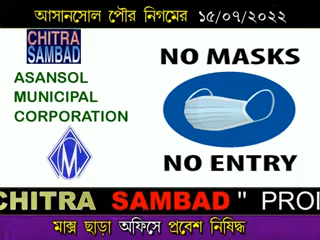 আসানসোল পৌর নিগমের ১৫/০৭/২০২২
CHITRA
SAMBAD
NO MASKS
ASANSOL
MUNICIPAL
CORPORATION
NO ENTRY
CHITRA SAMBAD " PROI
মাক্স ছাড়া অফিসে প্রবেশ নিষিদ্ধ